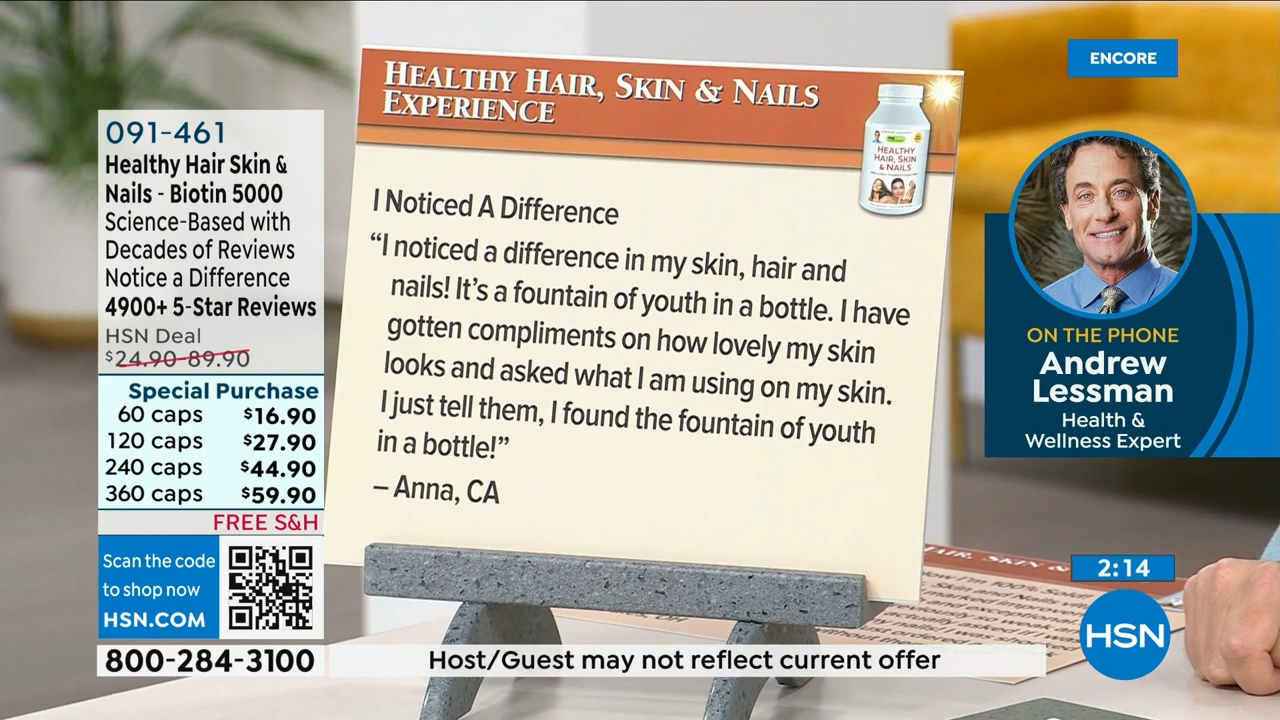 ENCORE
091-461
Healthy Hair Skin &
Nails - Biotin 5000
Science-Based with
Decades of Reviews
Notice a Difference
4900+ 5-Star Reviews
HSN Deal
$24.90-89.90
Special Purchase
60 caps $16.90
120 caps $27.90
240 caps $44.90
360 caps $59.90
FREE S&H
Scan the code
to shop now
HSN.COM
800-284-3100
Host/Guest may not reflect current offer
HEALTHY HAIR, SKIN & NAILS
EXPERIENCE
HEALTHY
HAIR, SKIN
& NAILS
I Noticed A Difference
“I noticed a difference in my skin, hair and
nails! It’s a fountain of youth in a bottle. I have
gotten compliments on how lovely my skin
looks and asked what I am using on my skin.
I just tell them, I found the fountain of youth
in a bottle!”
– Anna, CA
ON THE PHONE
Andrew
Lessman
Health &
Wellness Expert
2:14
HSN